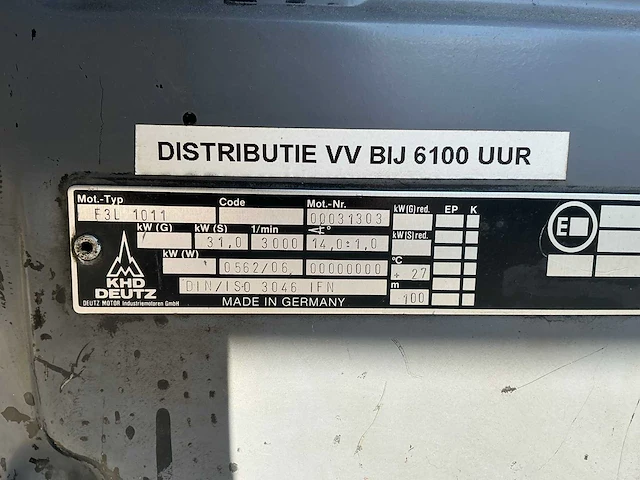 DISTRIBUTIE VV BIJ 6100 UUR
Mot.-Typ Code Mot.-Nr. kW(G)red. EP K
F3L 1011 00031303
kW (G) kW (S) 1/min kW(S)red.
31,0 3000 14,0:1,0
kW (W) °C
0562/06, 00000000 + 27
KHD DIN/ISO 3046 IFN m
DEUTZ 100
DEUTZ MOTOR Industriemotoren GmbH MADE IN GERMANY
E